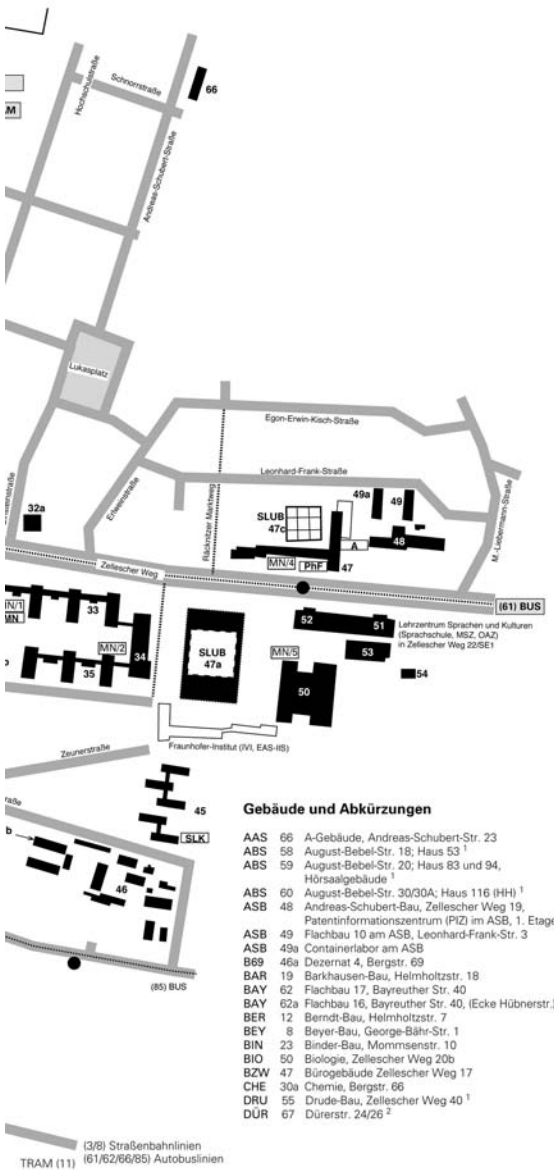 Hochschulstraße
Schnorrstraße
66
AM
Andreas-Schubert-Straße
Lukasplatz
Egon-Erwin-Kisch-Straße
Leonhard-Frank-Straße
Erlweinstraße
Räcknitzer Marktweg
M.-Liebermann-Straße
32a
SLUB
47c
49a
49
48
A
MN/4
PhF
47
Zellescher Weg
(61) BUS
33
MN
MN/2
34
35
SLUB
47a
52
51
53
54
MN/5
50
Lehrzentrum Sprachen und Kulturen
(Sprachschule, MSZ, OAZ)
in Zellescher Weg 22/SE1
Fraunhofer-Institut (IVI, EAS-IIS)
Zeunerstraße
45
SLK
b
46
(85) BUS
Gebäude und Abkürzungen
AAS 66 A-Gebäude, Andreas-Schubert-Str. 23
ABS 58 August-Bebel-Str. 18; Haus 53 ¹
ABS 59 August-Bebel-Str. 20; Haus 83 und 94,
Hörsaalgebäude ¹
ABS 60 August-Bebel-Str. 30/30A; Haus 116 (HH) ¹
ASB 48 Andreas-Schubert-Bau, Zellescher Weg 19,
Patentinformationszentrum (PIZ) im ASB, 1. Etage
ASB 49 Flachbau 10 am ASB, Leonhard-Frank-Str. 3
ASB 49a Containerlabor am ASB
B69 46a Dezernat 4, Bergstr. 69
BAR 19 Barkhausen-Bau, Helmholtzstr. 18
BAY 62 Flachbau 17, Bayreuther Str. 40
BAY 62a Flachbau 16, Bayreuther Str. 40, (Ecke Hübnerstr.)
BER 12 Berndt-Bau, Helmholtzstr. 7
BEY 8 Beyer-Bau, George-Bähr-Str. 1
BIN 23 Binder-Bau, Mommsenstr. 10
BIO 50 Biologie, Zellescher Weg 20b
BZW 47 Bürogebäude Zellescher Weg 17
CHE 30a Chemie, Bergstr. 66
DRU 55 Drude-Bau, Zellescher Weg 40 ¹
DÜR 67 Dürerstr. 24/26 ²
(3/8) Straßenbahnlinien
TRAM (11) (61/62/66/85) Autobuslinien